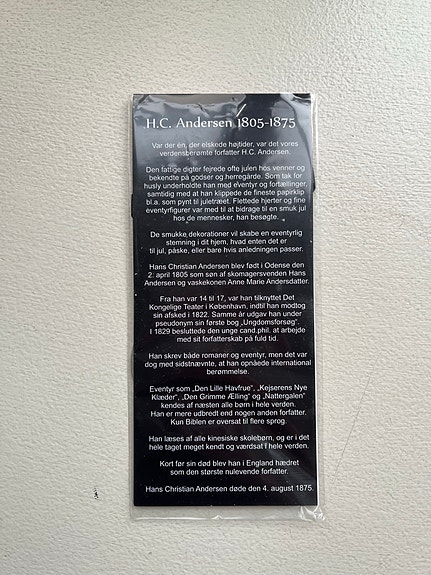 H.C. Andersen 1805-1875
Var der én, der elskede højtider, var det vores
verdensberømte forfatter H.C. Andersen.
Den fattige digter fejrede ofte julen hos venner og
bekendte på godser og herregårde. Som tak for
husly underholdte han med eventyr og fortællinger,
samtidig med at han klippede de fineste papirklip
bl.a. som pynt til juletræet. Flettede hjerter og fine
eventyrfigurer var med til at bidrage til en smuk jul
hos de mennesker, han besøgte.
De smukke dekorationer vil skabe en eventyrlig
stemning i dit hjem, hvad enten det er
til jul, påske, eller bare hvis anledningen passer.
Hans Christian Andersen blev født i Odense den
2. april 1805 som søn af skomagersvenden Hans
Andersen og vaskekonen Anne Marie Andersdatter.
Fra han var 14 til 17, var han tilknyttet Det
Kongelige Teater i København, indtil han modtog
sin afsked i 1822. Samme år udgav han under
pseudonym sin første bog „Ungdomsforsøg".
I 1829 besluttede den unge cand.phil. at arbejde
med sit forfatterskab på fuld tid.
Han skrev både romaner og eventyr, men det var
dog med sidstnævnte, at han opnåede international
berømmelse.
Eventyr som „Den Lille Havfrue", „Kejserens Nye
Klæder", „Den Grimme Ælling" og „Nattergalen"
kendes af næsten alle børn i hele verden.
Han er mere udbredt end nogen anden forfatter.
Kun Biblen er oversat til flere sprog.
Han læses af alle kinesiske skolebørn, og er i det
hele taget meget kendt og værdsat i hele verden.
Kort før sin død blev han i England hædret
som den største nulevende forfatter.
Hans Christian Andersen døde den 4. august 1875.